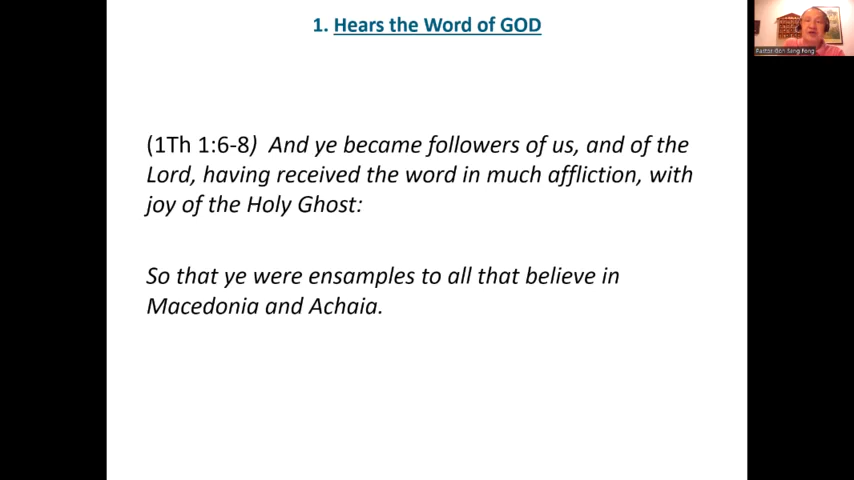 1. Hears the Word of GOD
(1Th 1:6-8) And ye became followers of us, and of the
Lord, having received the word in much affliction, with
joy of the Holy Ghost:
So that ye were ensamples to all that believe in
Macedonia and Achaia.